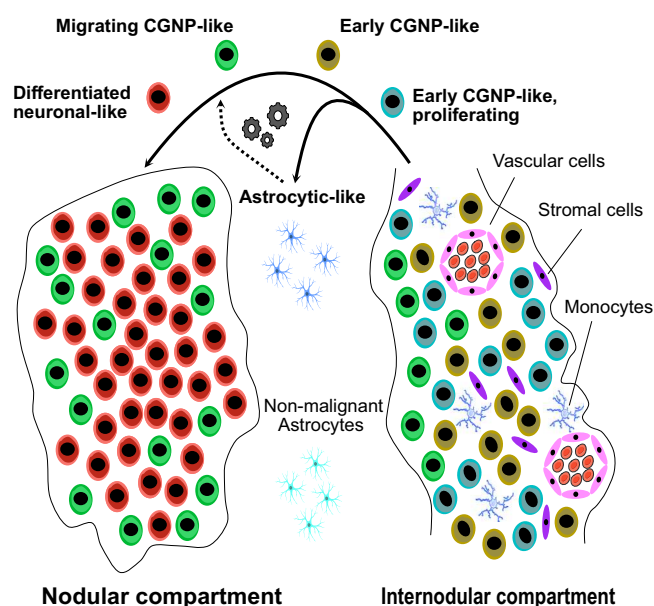 Migrating CGNP-like
Early CGNP-like
Differentiated
neuronal-like
Early CGNP-like,
proliferating
Vascular cells
Astrocytic-like
Stromal cells
Monocytes
Non-malignant
Astrocytes
Nodular compartment
Internodular compartment